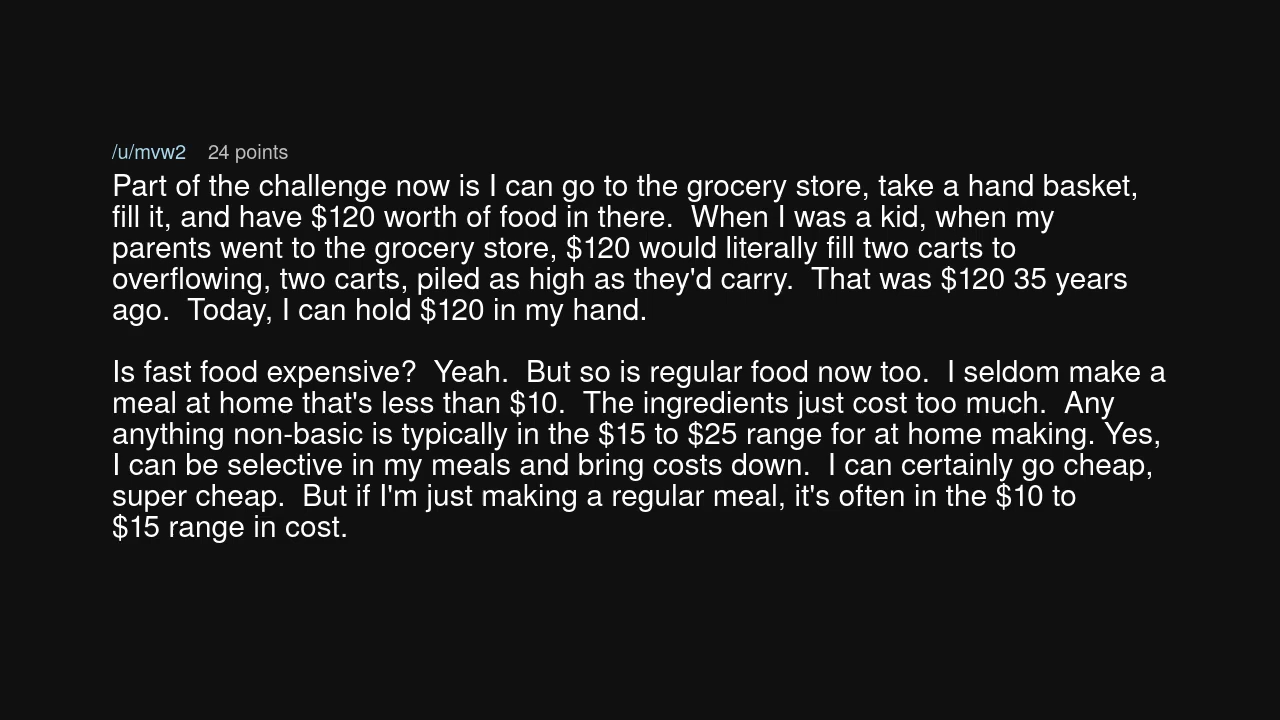 /u/mvw2 24 points
Part of the challenge now is I can go to the grocery store, take a hand basket,
fill it, and have $120 worth of food in there.  When I was a kid, when my
parents went to the grocery store, $120 would literally fill two carts to
overflowing, two carts, piled as high as they'd carry.  That was $120 35 years
ago.  Today, I can hold $120 in my hand.
Is fast food expensive?  Yeah.  But so is regular food now too.  I seldom make a
meal at home that's less than $10.  The ingredients just cost too much.  Any
anything non-basic is typically in the $15 to $25 range for at home making. Yes,
I can be selective in my meals and bring costs down.  I can certainly go cheap,
super cheap.  But if I'm just making a regular meal, it's often in the $10 to
$15 range in cost.